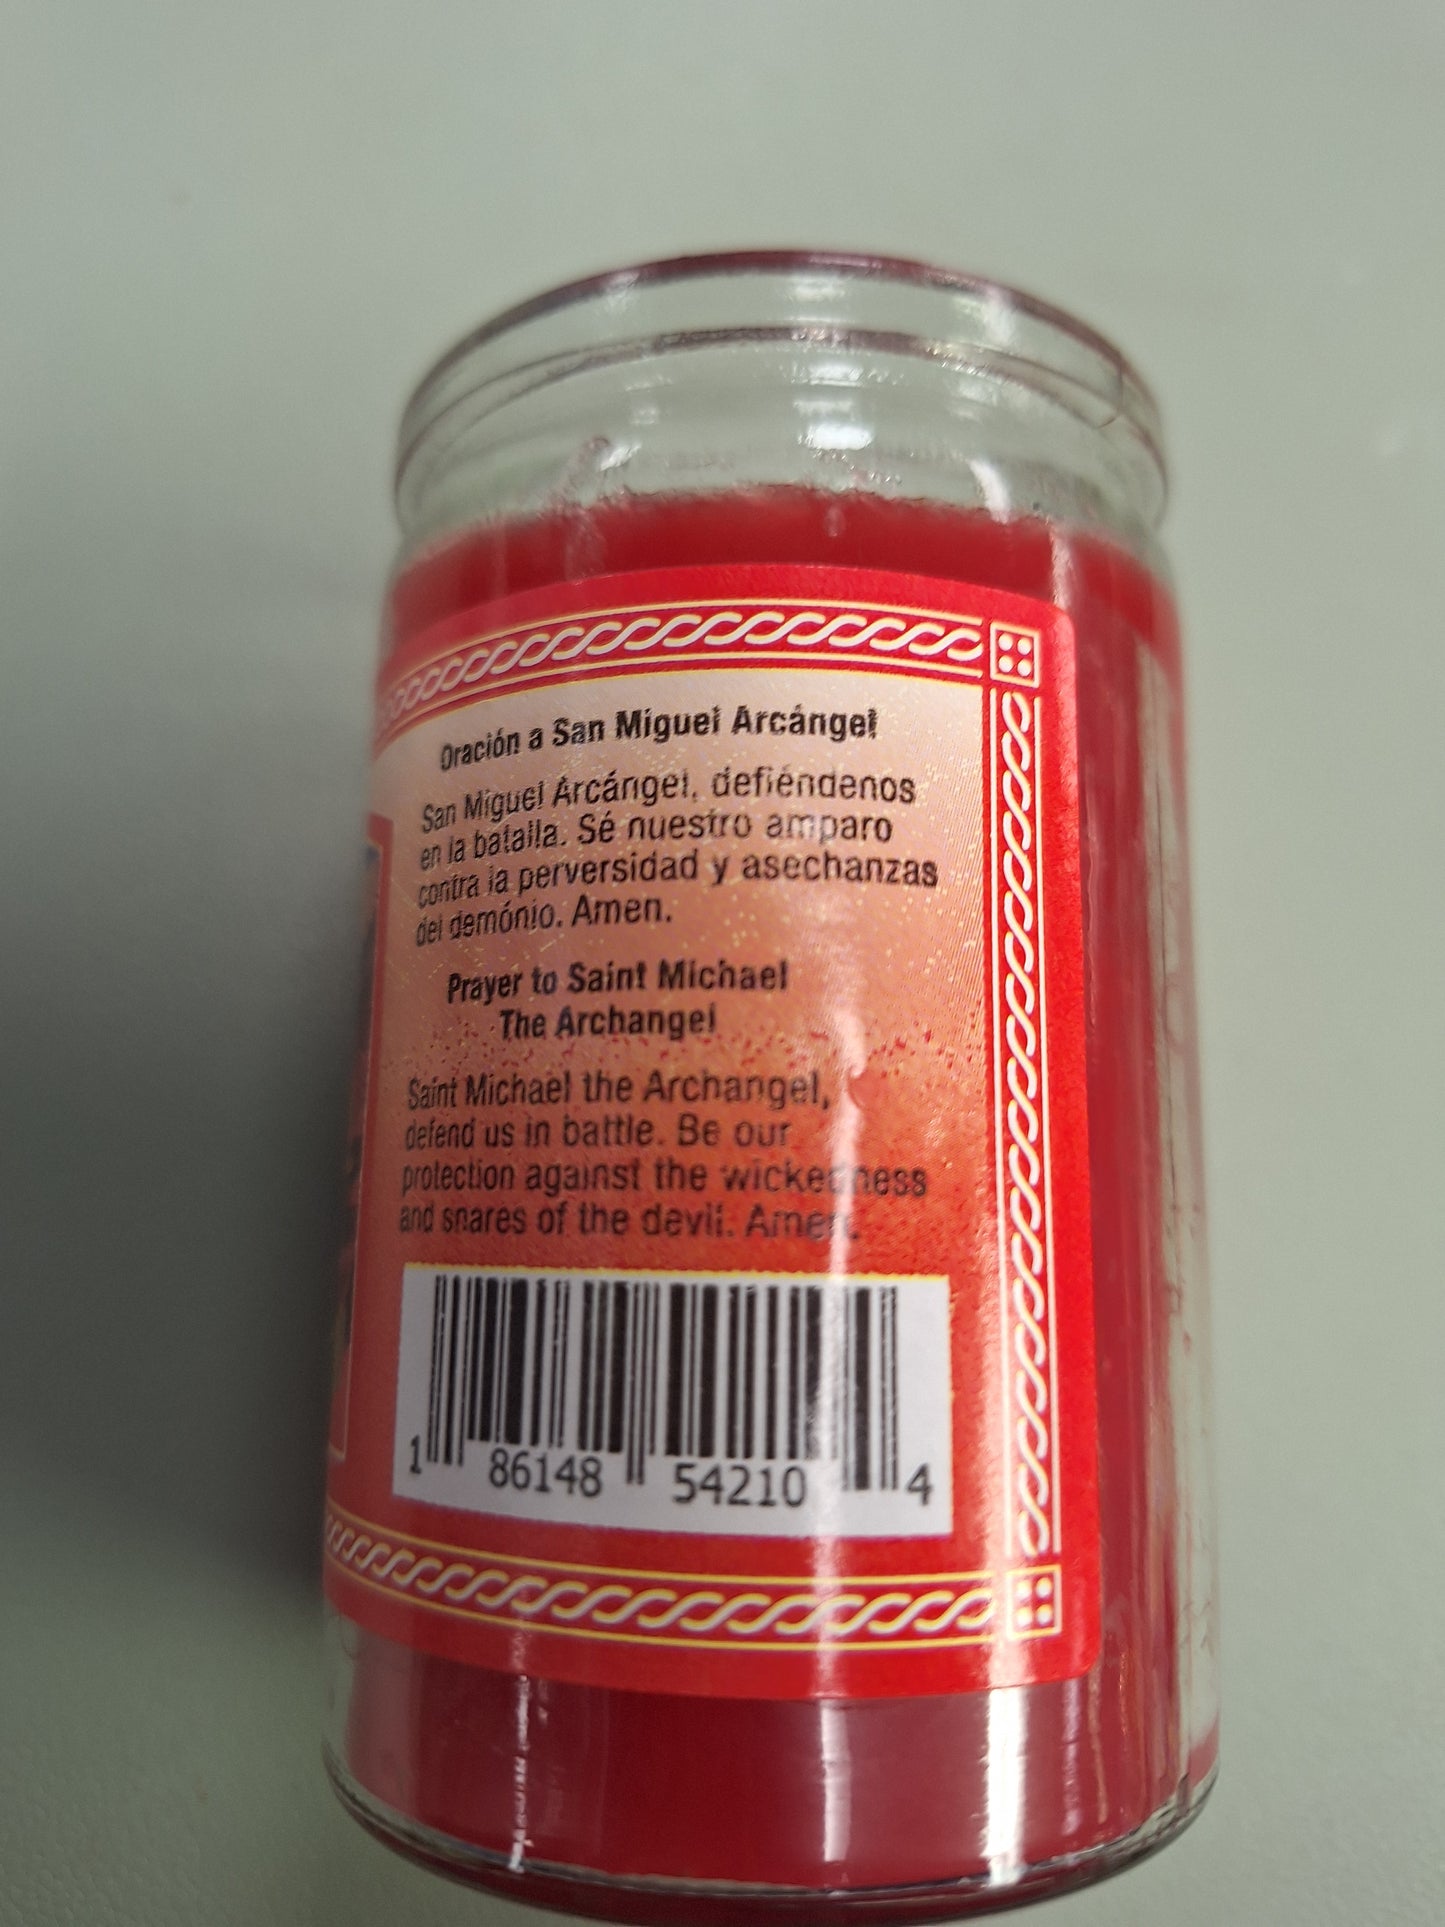 Oración a San Miguel Arcángel
San Miguel Arcángel, defiéndenos
en la batalla. Sé nuestro amparo
contra la perversidad y asechanzas
del demónio. Amen.
Prayer to Saint Michael
The Archangel
Saint Michael the Archangel,
defend us in battle. Be our
protection against the wickedness
and snares of the devil. Amen.
1 86148 54210 4